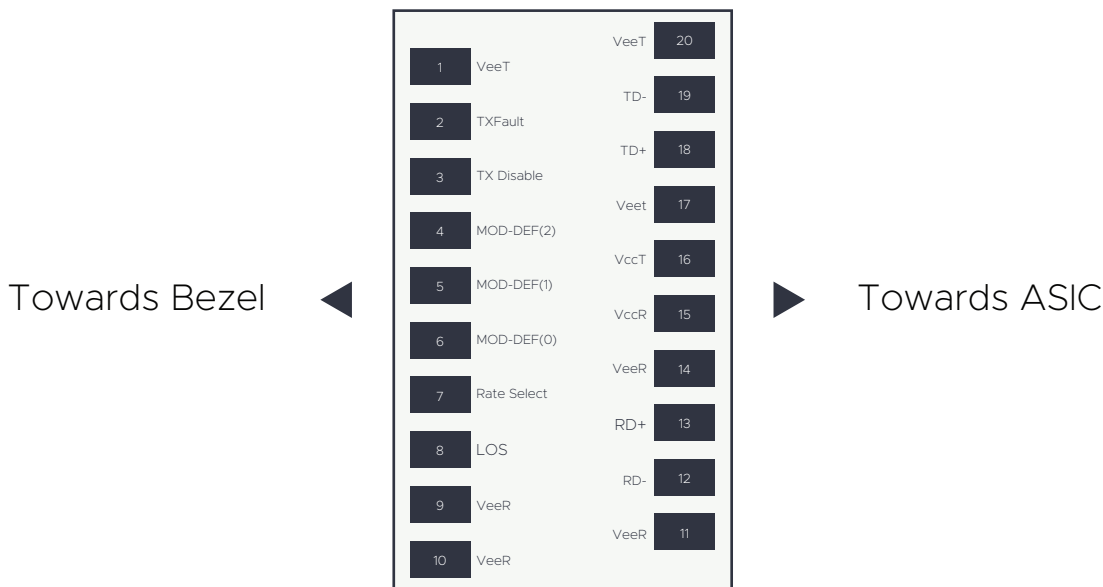 Towards Bezel
1 VeeT
2 TXFault
3 TX Disable
4 MOD-DEF(2)
5 MOD-DEF(1)
6 MOD-DEF(0)
7 Rate Select
8 LOS
9 VeeR
10 VeeR
VeeT 20
TD- 19
TD+ 18
Veet 17
VccT 16
VccR 15
VeeR 14
RD+ 13
RD- 12
VeeR 11
Towards ASIC